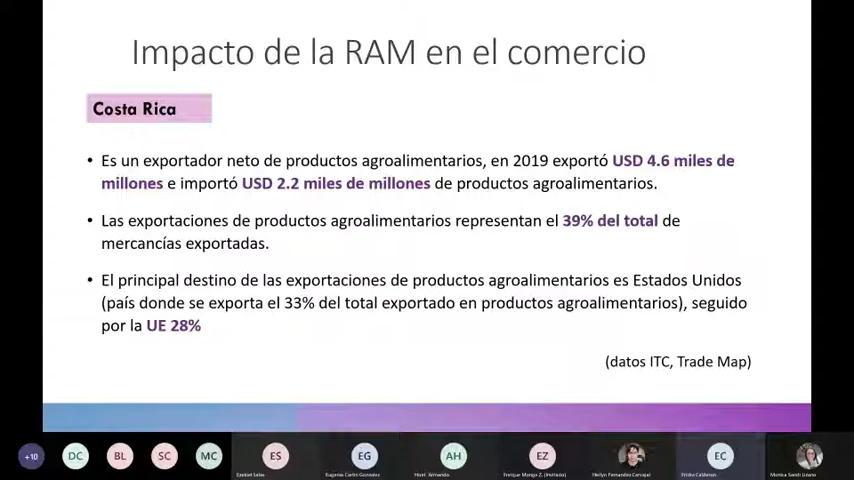 Impacto de la RAM en el comercio
Costa Rica
• Es un exportador neto de productos agroalimentarios, en 2019 exportó USD 4.6 miles de
millones e importó USD 2.2 miles de millones de productos agroalimentarios.
• Las exportaciones de productos agroalimentarios representan el 39% del total de
mercancías exportadas.
• El principal destino de las exportaciones de productos agroalimentarios es Estados Unidos
(país donde se exporta el 33% del total exportado en productos agroalimentarios), seguido
por la UE 28%
(datos ITC, Trade Map)
+10 DC BL SC MC ES EG AH EZ EC